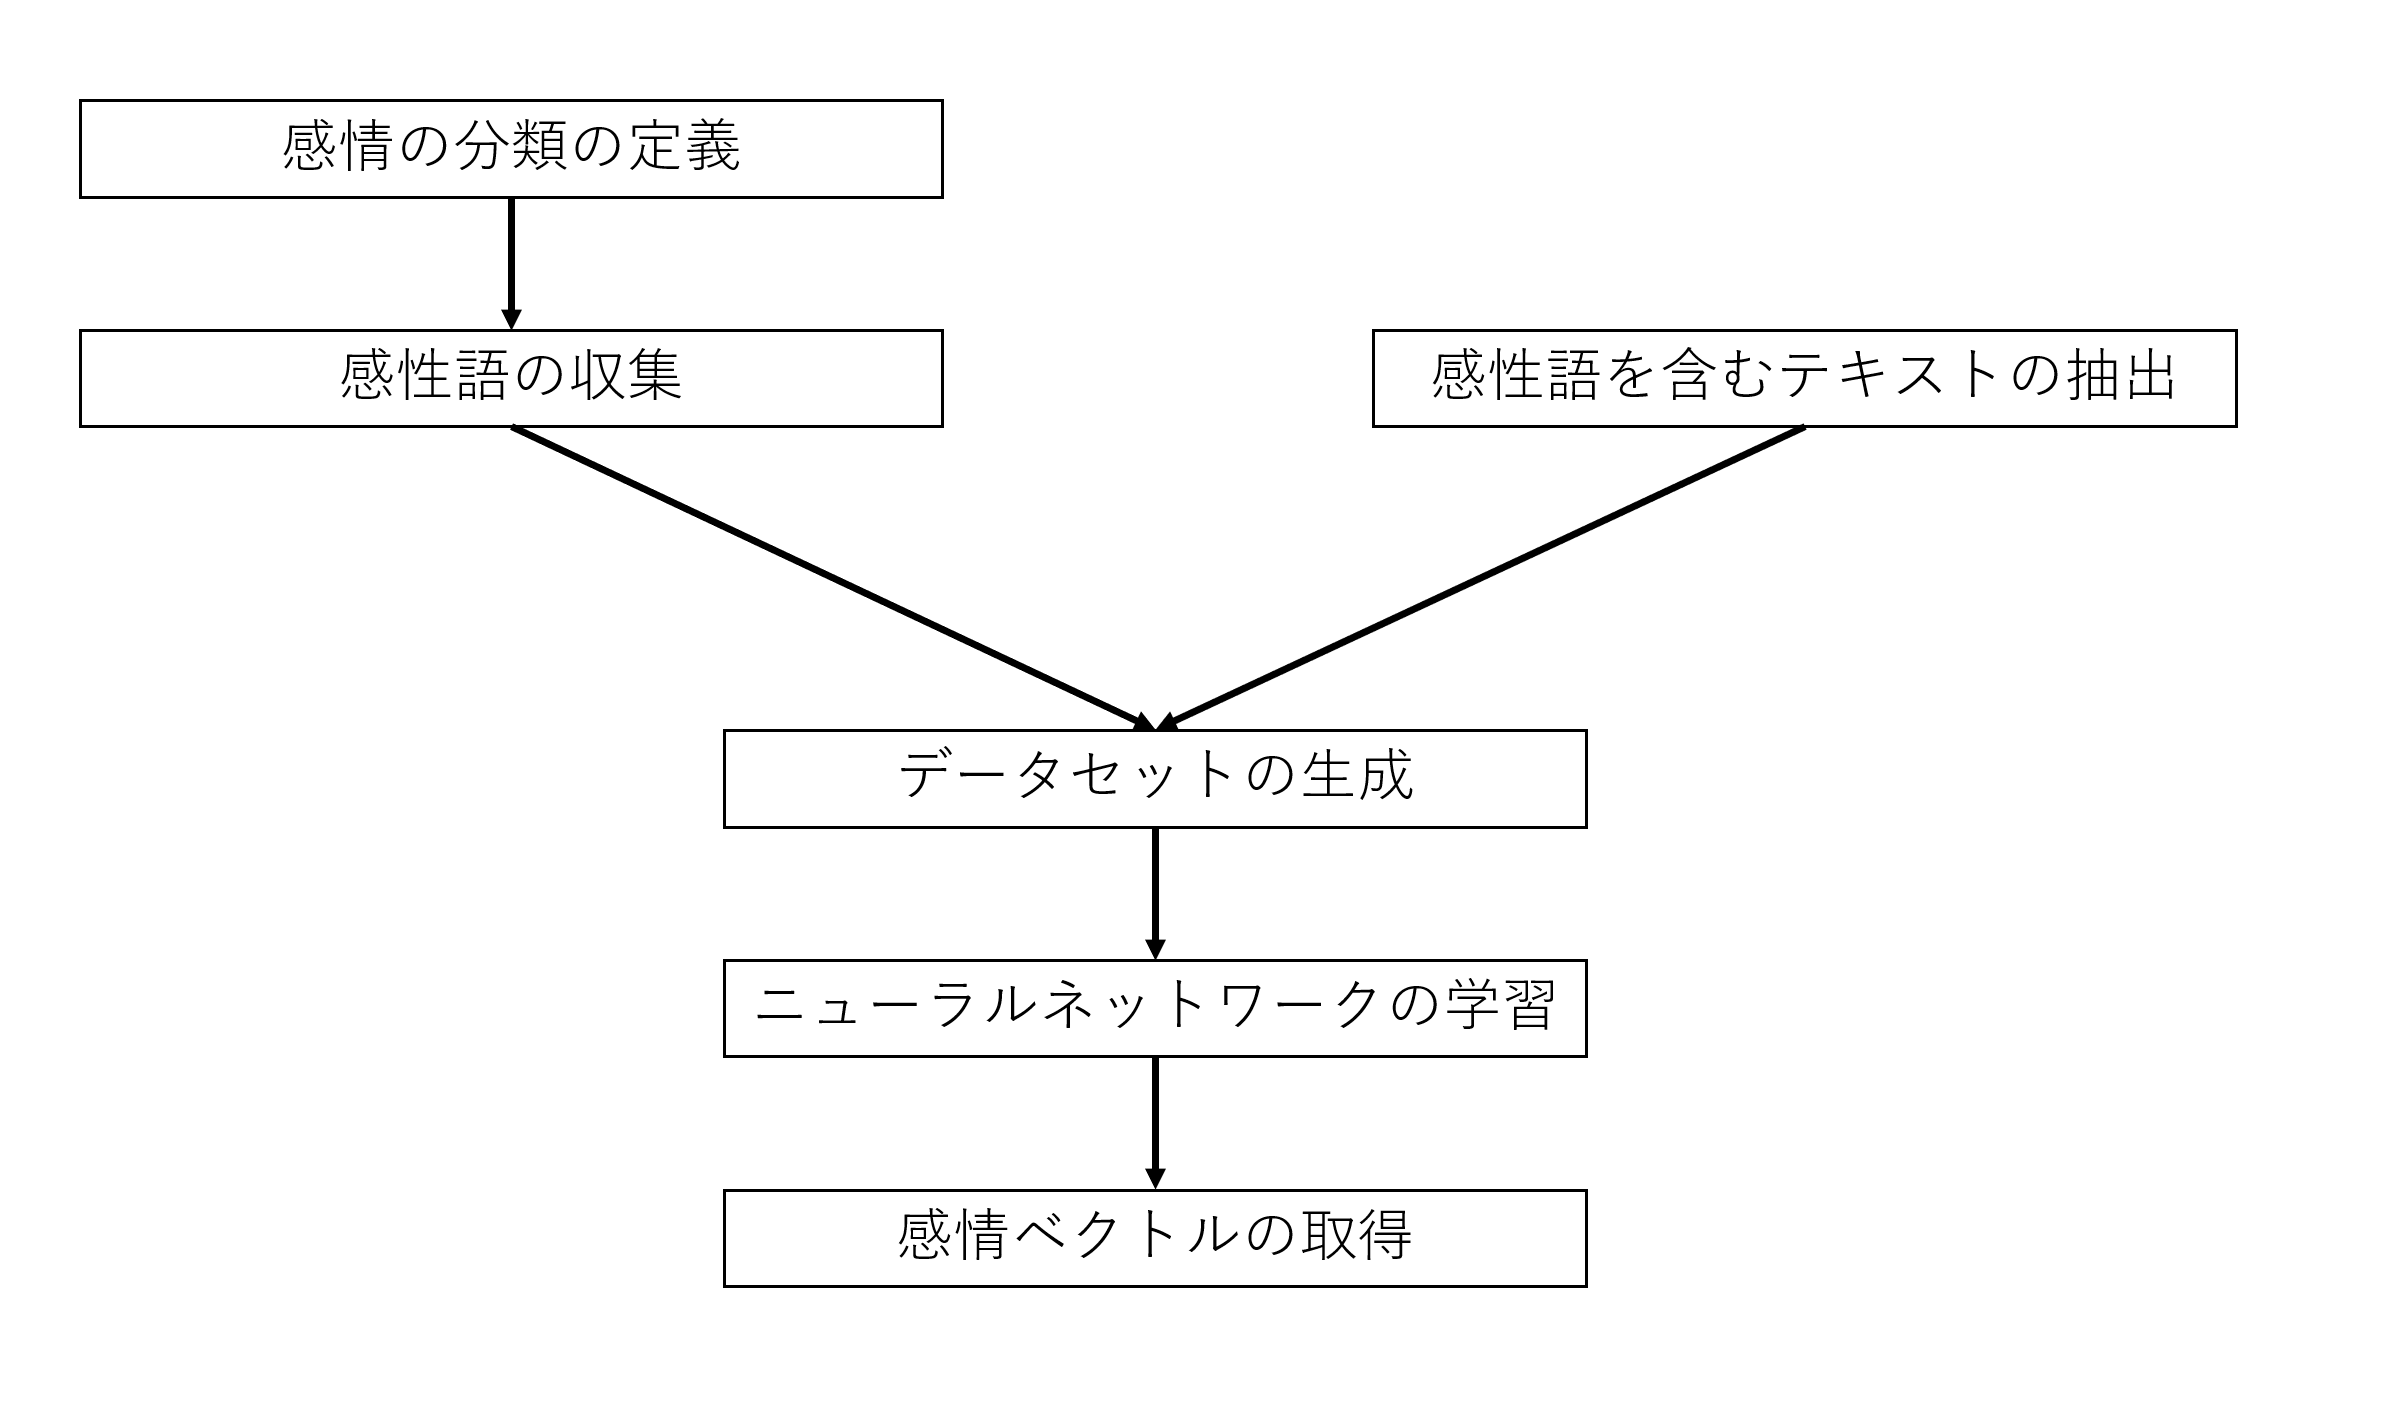 感情の分類の定義
感性語の収集
感性語を含むテキストの抽出
データセットの生成
ニューラルネットワークの学習
感情ベクトルの取得